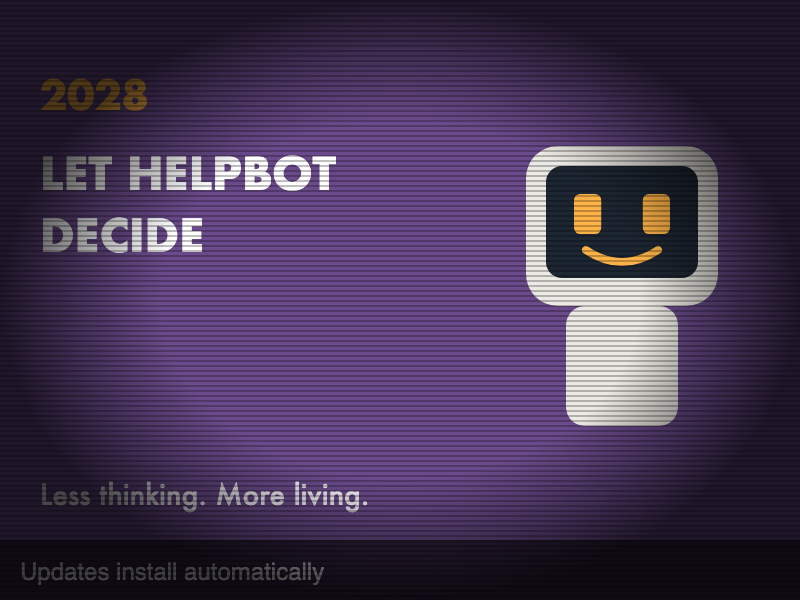 2028
LET HELPBOT
DECIDE
Less thinking. More living.
Updates install automatically